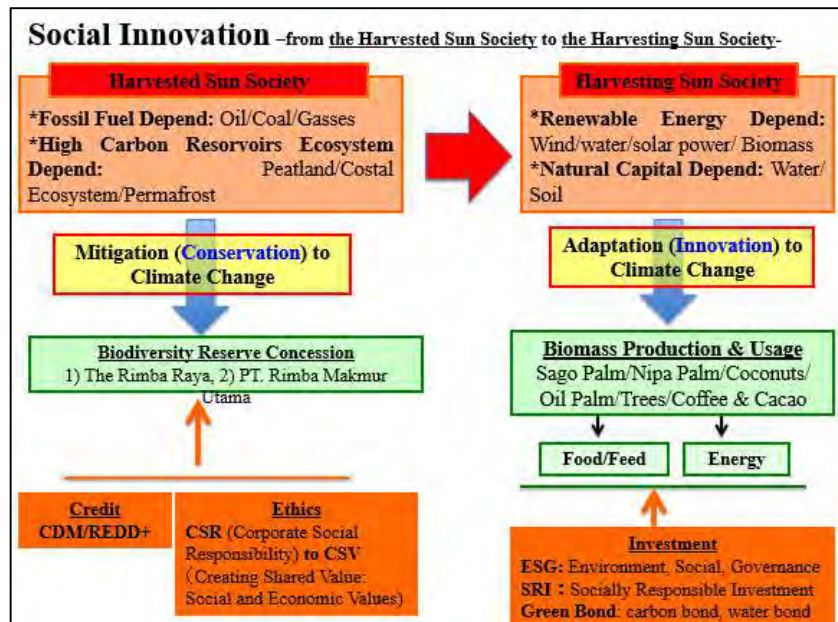 Social Innovation –from the Harvested Sun Society to the Harvesting Sun Society-
Harvested Sun Society
*Fossil Fuel Depend: Oil/Coal/Gasses
*High Carbon Resorvoirs Ecosystem
Depend: Peatland/Costal
Ecosystem/Permafrost
Harvesting Sun Society
*Renewable Energy Depend:
Wind/water/solar power/ Biomass
*Natural Capital Depend: Water/
Soil
Mitigation (Conservation) to
Climate Change
Adaptation (Innovation) to
Climate Change
Biodiversity Reserve Concession
1) The Rimba Raya, 2) PT. Rimba Makmur
Utama
Biomass Production & Usage
Sago Palm/Nipa Palm/Coconuts/
Oil Palm/Trees/Coffee & Cacao
Food/Feed
Energy
Credit
CDM/REDD+
Ethics
CSR (Corporate Social
Responsibility) to CSV
(Creating Shared Value:
Social and Economic Values)
Investment
ESG: Environment, Social, Governance
SRI：Socially Responsible Investment
Green Bond: carbon bond, water bond